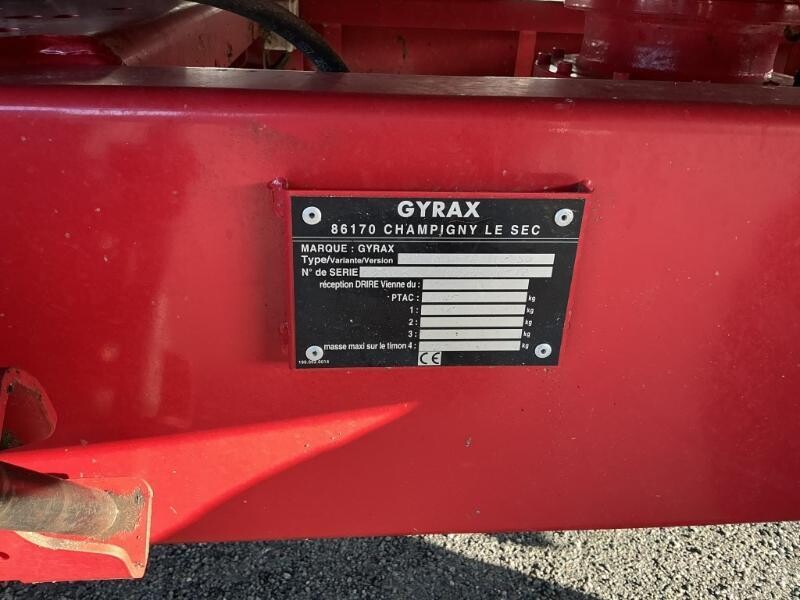 GYRAX
86170 CHAMPIGNY LE SEC
MARQUE : GYRAX
Type/Variante/Version
N° de SERIE
réception DRIRE Vienne du :
PTAC : kg
1 : kg
2 : kg
3 : kg
masse maxi sur le timon 4 : kg
CE